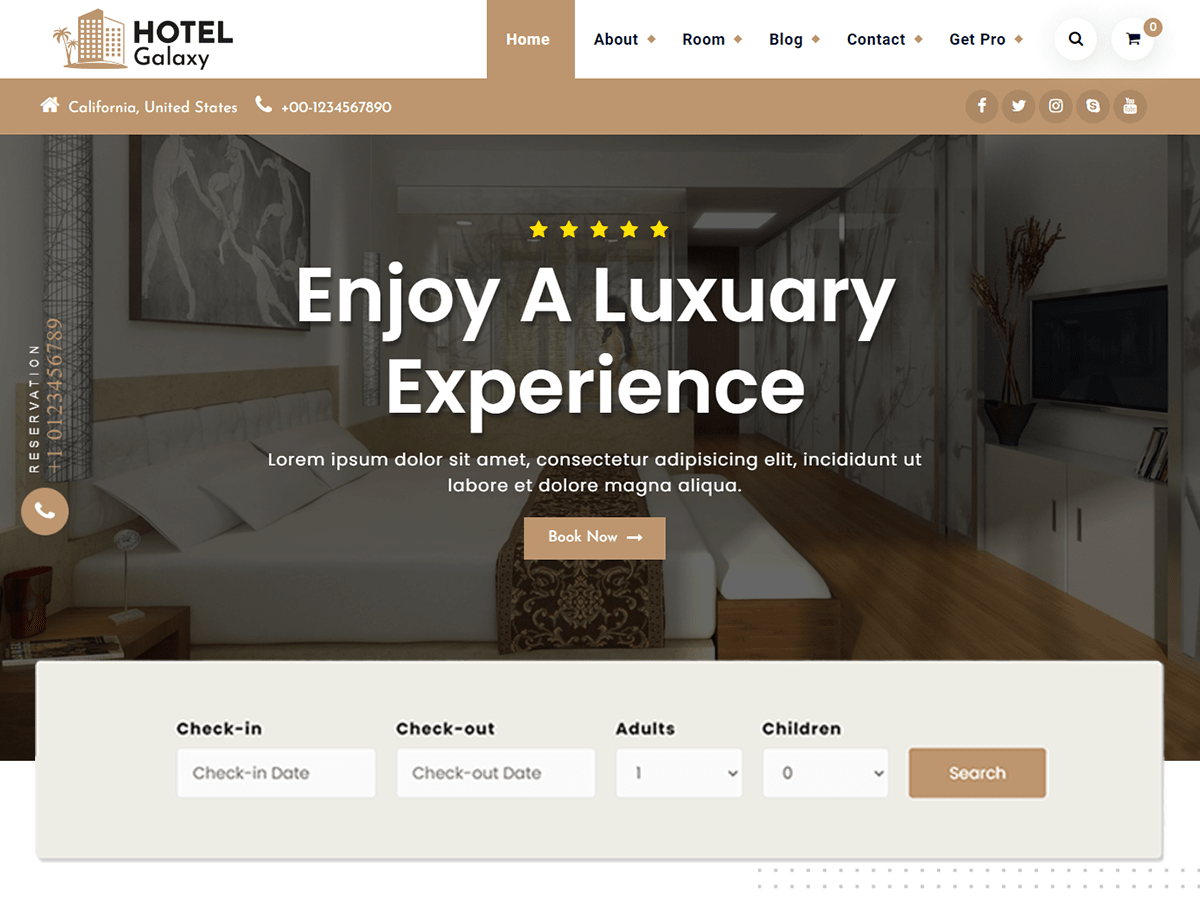 HOTEL
Galaxy
Home About Room Blog Contact Get Pro 0
California, United States +00-1234567890
Enjoy A Luxuary
Experience
Lorem ipsum dolor sit amet, consectetur adipisicing elit, incididunt ut
labore et dolore magna aliqua.
Book Now
RESERVATION
+1 0123456789
Check-in Check-out Adults Children
Check-in Date Check-out Date 1 0 Search